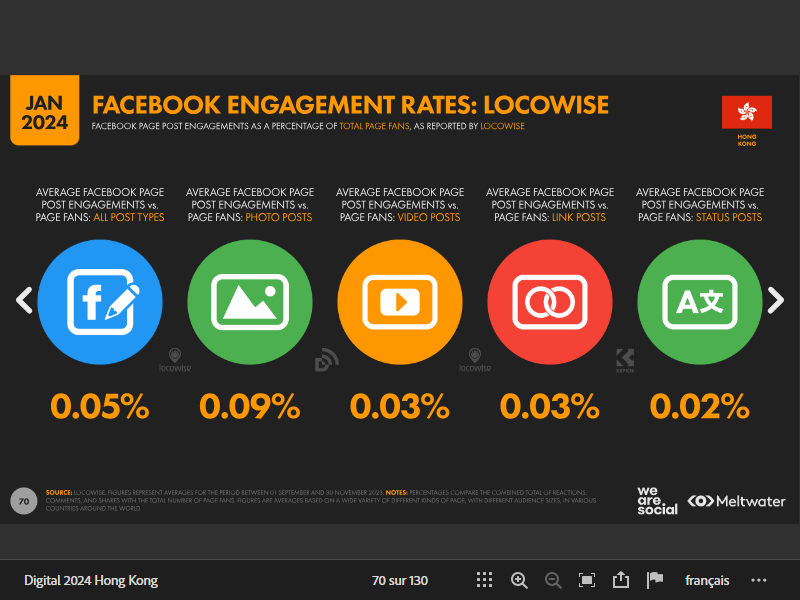 JAN
2024
FACEBOOK ENGAGEMENT RATES: LOCOWISE
FACEBOOK PAGE POST ENGAGEMENTS AS A PERCENTAGE OF TOTAL PAGE FANS, AS REPORTED BY LOCOWISE
HONG
KONG
AVERAGE FACEBOOK PAGE
POST ENGAGEMENTS vs.
PAGE FANS: ALL POST TYPES
AVERAGE FACEBOOK PAGE
POST ENGAGEMENTS vs.
PAGE FANS: PHOTO POSTS
AVERAGE FACEBOOK PAGE
POST ENGAGEMENTS vs.
PAGE FANS: VIDEO POSTS
AVERAGE FACEBOOK PAGE
POST ENGAGEMENTS vs.
PAGE FANS: LINK POSTS
AVERAGE FACEBOOK PAGE
POST ENGAGEMENTS vs.
PAGE FANS: STATUS POSTS
f
A文
locowise
locowise
KEPIOS
0.05%
0.09%
0.03%
0.03%
0.02%
70
SOURCE: LOCOWISE. FIGURES REPRESENT AVERAGES FOR THE PERIOD BETWEEN 01 SEPTEMBER AND 30 NOVEMBER 2023. NOTES: PERCENTAGES COMPARE THE COMBINED TOTAL OF REACTIONS,
COMMENTS, AND SHARES WITH THE TOTAL NUMBER OF PAGE FANS. FIGURES ARE AVERAGES BASED ON A WIDE VARIETY OF DIFFERENT KINDS OF PAGE, WITH DIFFERENT AUDIENCE SIZES, IN VARIOUS
COUNTRIES AROUND THE WORLD.
we
are.
social
Meltwater
Digital 2024 Hong Kong
70 sur 130
français